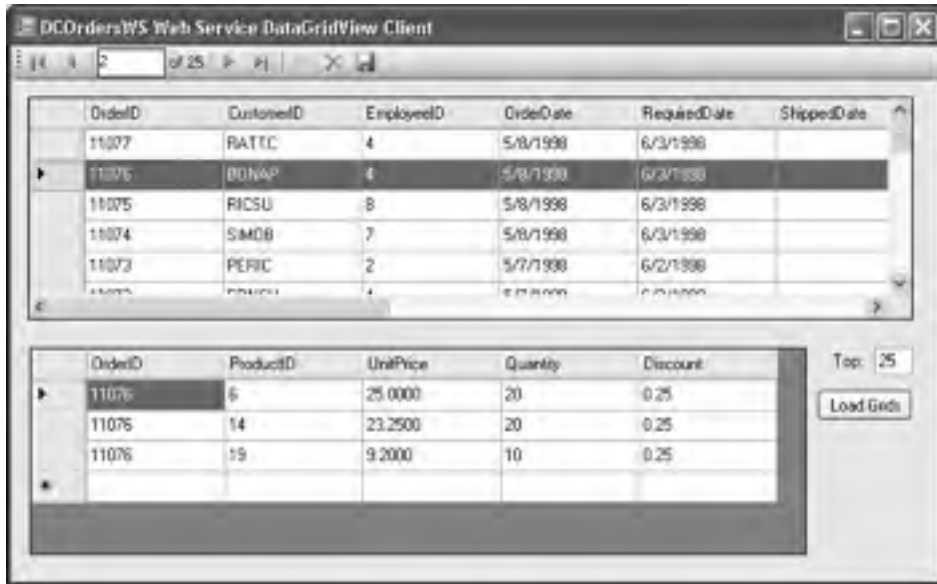 DCOrdersWS Web Service DataGridView Client
2 of 25
OrderID CustomerID EmployeeID OrderDate RequiredDate ShippedDate
11077 RATTC 4 5/8/1998 6/3/1998
11076 BONAP 4 5/8/1998 6/3/1998
11075 RICSU 8 5/8/1998 6/3/1998
11074 SIMOB 7 5/8/1998 6/3/1998
11073 PERIC 2 5/7/1998 6/2/1998
OrderID ProductID UnitPrice Quantity Discount Top: 25
11076 6 25.0000 20 0.25
Load Grids
11076 14 23.2500 20 0.25
11076 19 9.2000 10 0.25